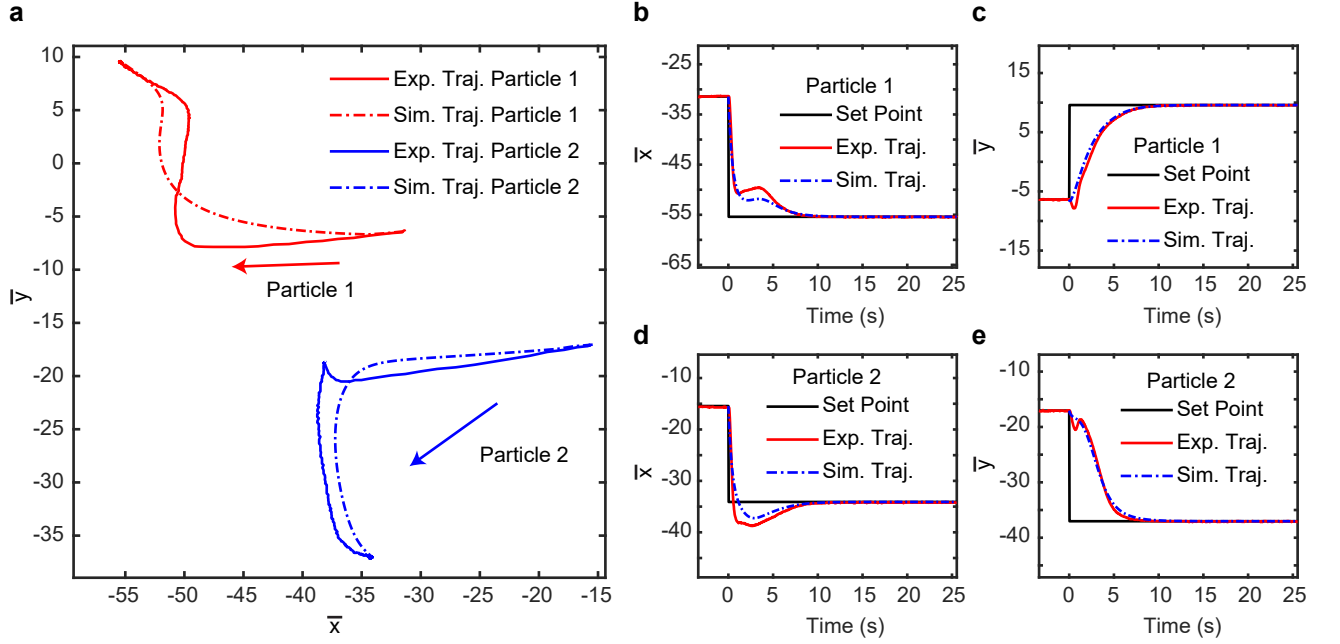 a
10
5
0
-5
-10
-15
-20
-25
-30
-35
y
-55 -50 -45 -40 -35 -30 -25 -20 -15
x
Exp. Traj. Particle 1
Sim. Traj. Particle 1
Exp. Traj. Particle 2
Sim. Traj. Particle 2
Particle 1
Particle 2
b
-25
-35
-45
-55
-65
x
Particle 1
Set Point
Exp. Traj.
Sim. Traj.
0 5 10 15 20 25
Time (s)
c
15
5
-5
-15
y
Particle 1
Set Point
Exp. Traj.
Sim. Traj.
0 5 10 15 20 25
Time (s)
d
-10
-20
-30
-40
x
Particle 2
Set Point
Exp. Traj.
Sim. Traj.
0 5 10 15 20 25
Time (s)
e
-10
-20
-30
-40
y
Particle 2
Set Point
Exp. Traj.
Sim. Traj.
0 5 10 15 20 25
Time (s)